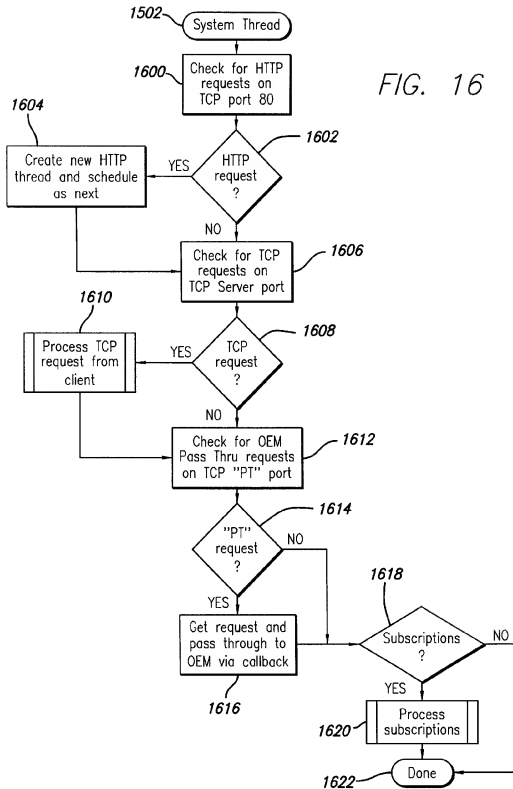 1502
System Thread
1600
Check for HTTP
requests on
TCP port 80
FIG. 16
1604
1602
Create new HTTP
thread and schedule
as next
YES
HTTP
request
?
NO
Check for TCP
requests on
TCP Server port
1606
1610
1608
Process TCP
request from
client
YES
TCP
request
?
NO
Check for OEM
Pass Thru requests
on TCP "PT" port
1612
1614
"PT"
request
?
NO
YES
1618
Get request and
pass through to
OEM via callback
Subscriptions
?
NO
1616
YES
1620
Process
subscriptions
1622
Done